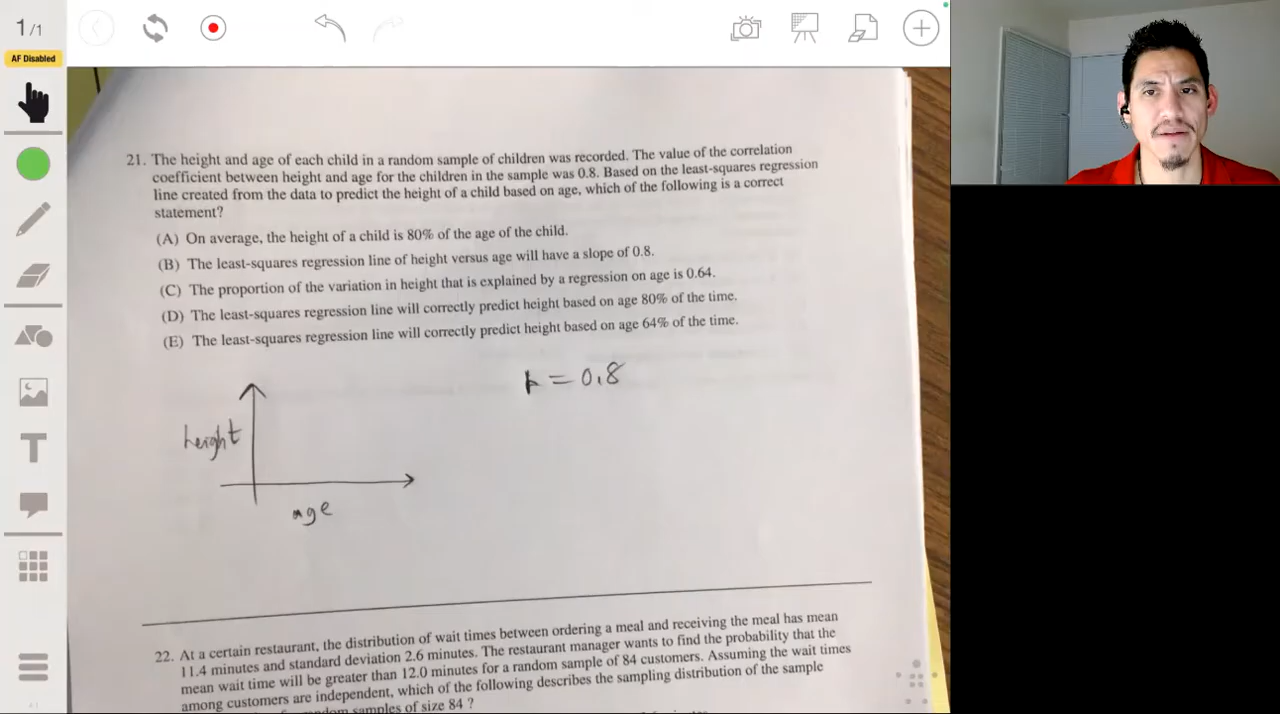 1/1
AF Disabled
21. The height and age of each child in a random sample of children was recorded. The value of the correlation
coefficient between height and age for the children in the sample was 0.8. Based on the least-squares regression
line created from the data to predict the height of a child based on age, which of the following is a correct
statement?
(A) On average, the height of a child is 80% of the age of the child.
(B) The least-squares regression line of height versus age will have a slope of 0.8.
(C) The proportion of the variation in height that is explained by a regression on age is 0.64.
(D) The least-squares regression line will correctly predict height based on age 80% of the time.
(E) The least-squares regression line will correctly predict height based on age 64% of the time.
r = 0.8
height
age
22. At a certain restaurant, the distribution of wait times between ordering a meal and receiving the meal has mean
11.4 minutes and standard deviation 2.6 minutes. The restaurant manager wants to find the probability that the
mean wait time will be greater than 12.0 minutes for a random sample of 84 customers. Assuming the wait times
among customers are independent, which of the following describes the sampling distribution of the sample
random samples of size 84 ?
T